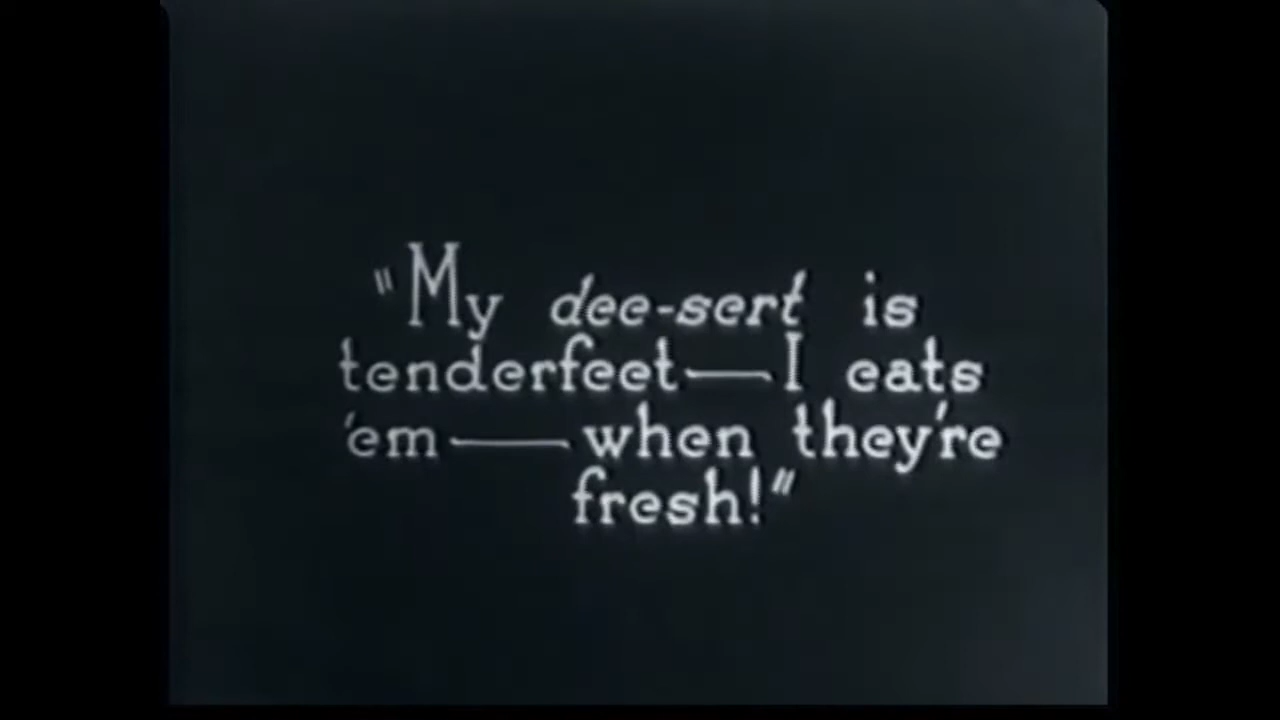 "My dee-sert is
tenderfeet—I eats
'em—when they're
fresh!"